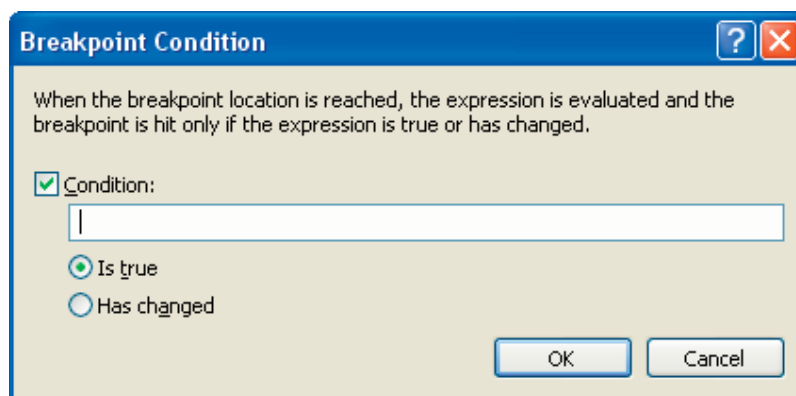 Breakpoint Condition
When the breakpoint location is reached, the expression is evaluated and the
breakpoint is hit only if the expression is true or has changed.
Condition:
Is true
Has changed
OK Cancel